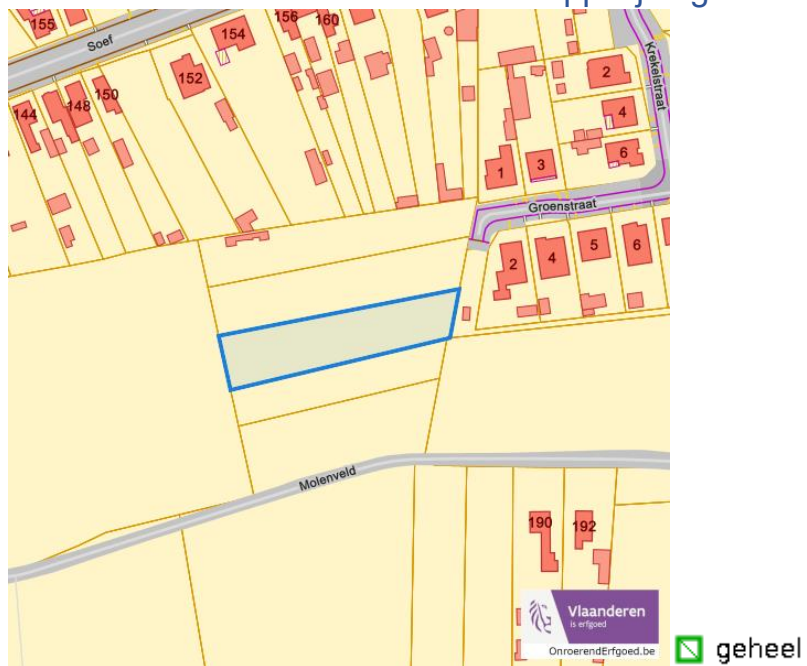 155
Soef
156
160
154
152
150
148
144
2
Krekelstraat
4
6
1
3
Groenstraat
2
4
5
6
Molenveld
190
192
Vlaanderen
is erfgoed
OnroerendErfgoed.be
geheel